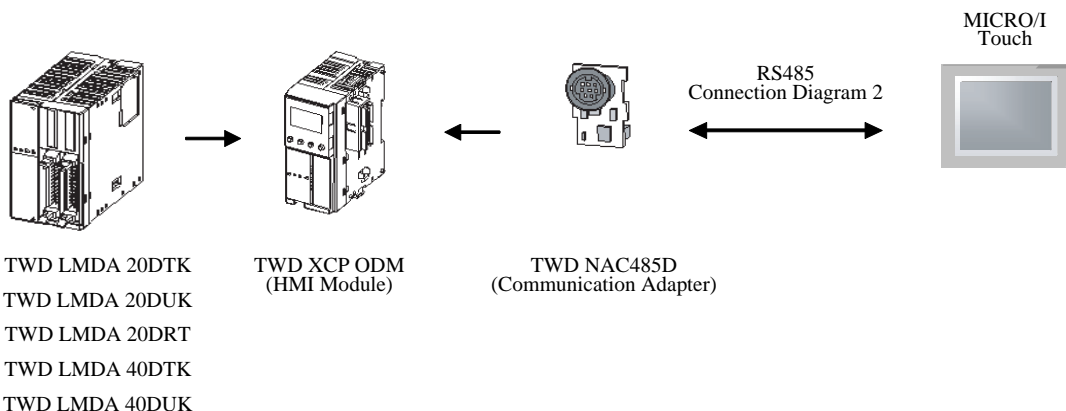 MICRO/I
Touch
RS485
Connection Diagram 2
TWD LMDA 20DTK
TWD LMDA 20DUK
TWD LMDA 20DRT
TWD LMDA 40DTK
TWD LMDA 40DUK
TWD XCP ODM
(HMI Module)
TWD NAC485D
(Communication Adapter)